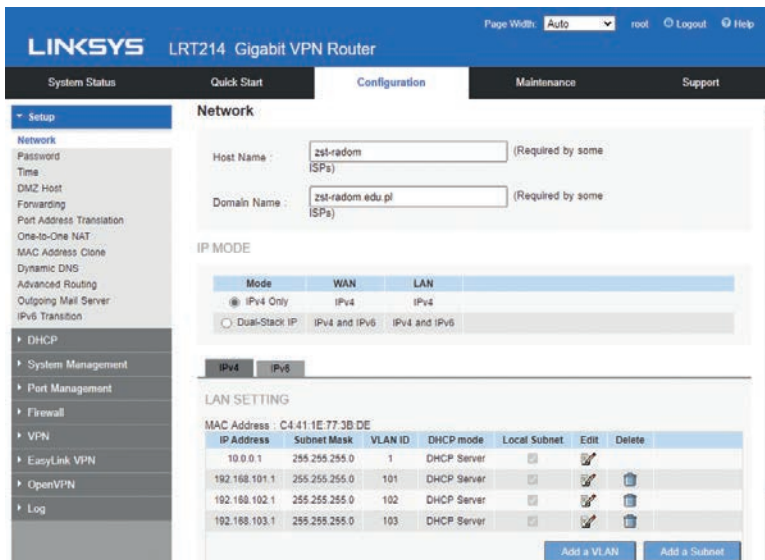 Page Width: Auto root Logout Help
LINKSYS LRT214 Gigabit VPN Router
System Status Quick Start Configuration Maintenance Support
Setup
Network
Password
Time
DMZ Host
Forwarding
Port Address Translation
One-to-One NAT
MAC Address Clone
Dynamic DNS
Advanced Routing
Outgoing Mail Server
IPv6 Transition
DHCP
System Management
Port Management
Firewall
VPN
EasyLink VPN
OpenVPN
Log
Network
Host Name : zst-radom (Required by some
ISPs)
Domain Name : zst-radom.edu.pl (Required by some
ISPs)
IP MODE
Mode WAN LAN
IPv4 Only IPv4 IPv4
Dual-Stack IP IPv4 and IPv6 IPv4 and IPv6
IPv4 IPv6
LAN SETTING
MAC Address : C4:41:1E:77:3B:DE
IP Address Subnet Mask VLAN ID DHCP mode Local Subnet Edit Delete
10.0.0.1 255.255.255.0 1 DHCP Server
192.168.101.1 255.255.255.0 101 DHCP Server
192.168.102.1 255.255.255.0 102 DHCP Server
192.168.103.1 255.255.255.0 103 DHCP Server
Add a VLAN Add a Subnet